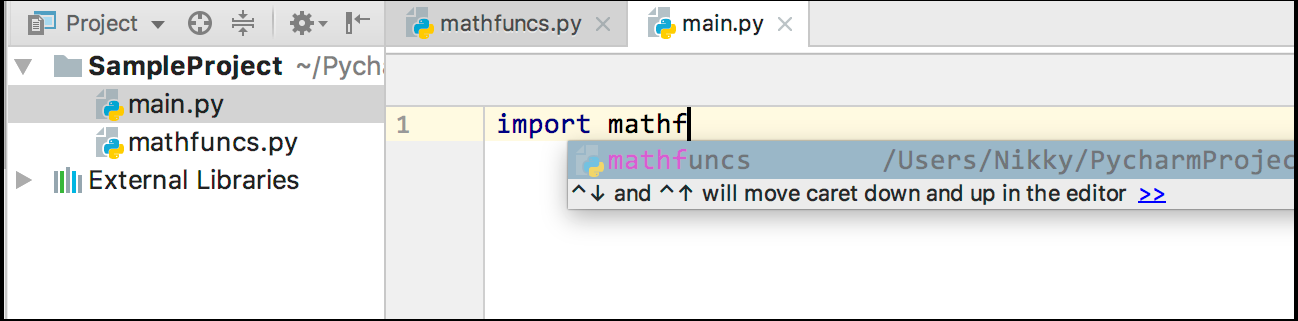 Project
mathfuncs.py
main.py
SampleProject ~/Pycha
main.py
mathfuncs.py
External Libraries
1 import mathf
mathfuncs /Users/Nikky/PycharmProjec
^↓ and ^↑ will move caret down and up in the editor >>